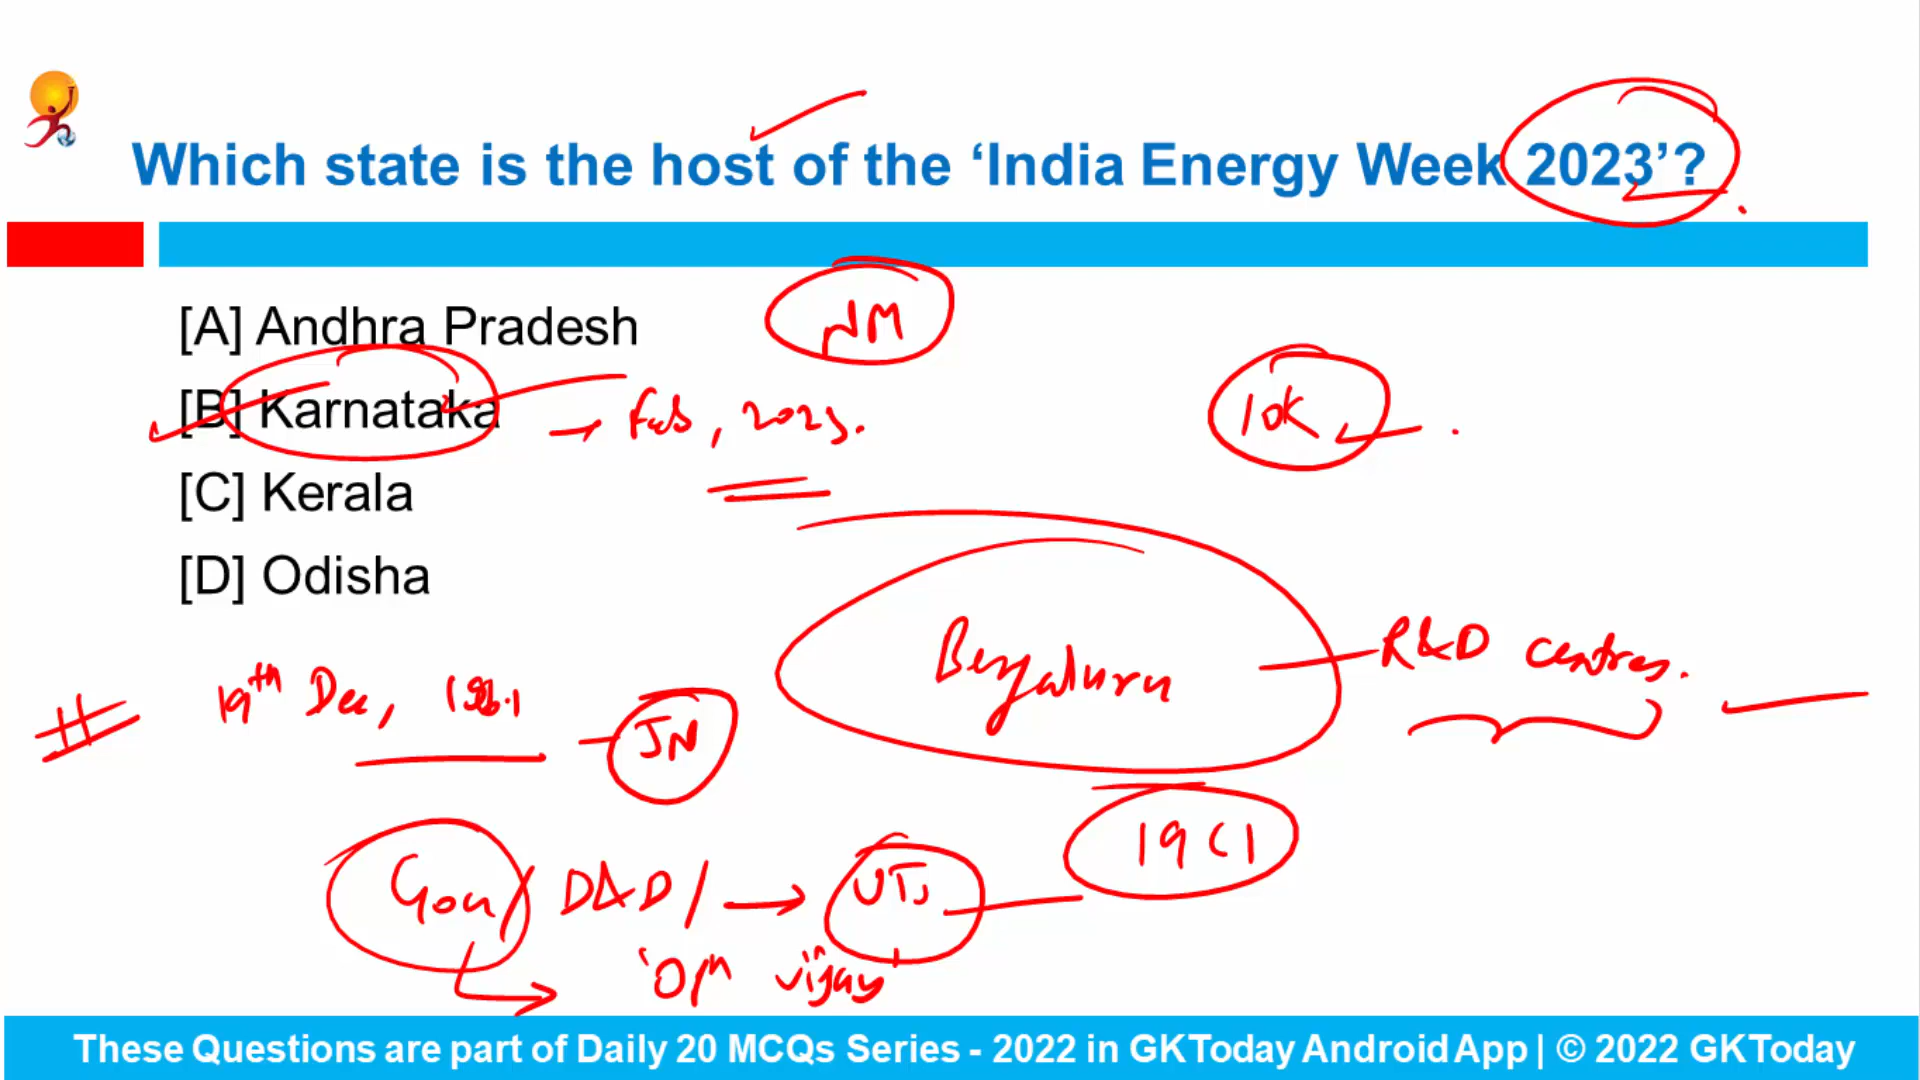 Which state is the host of the ‘India Energy Week 2023’?
[A] Andhra Pradesh
NM
[B] Karnataka
→ Feb, 2023.
10K
[C] Kerala
[D] Odisha
Bengaluru
R&D centres.
19th Dec, 1961
JN
19 (1
Goa/ D&D/ → UTs
'Opn Vijay'
These Questions are part of Daily 20 MCQs Series - 2022 in GKToday Android App | © 2022 GKToday